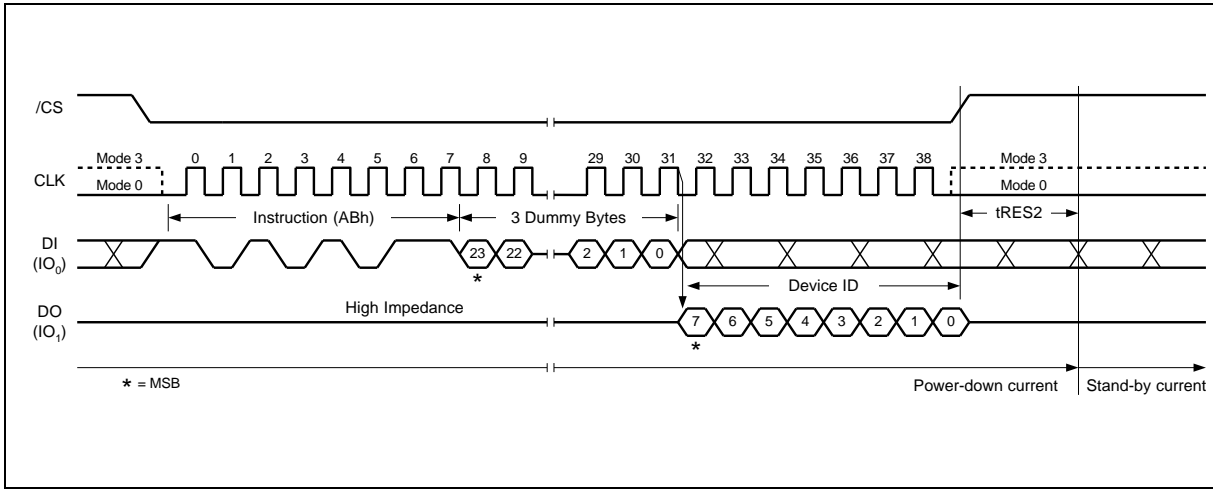 /CS
Mode 3 0 1 2 3 4 5 6 7 8 9 29 30 31 32 33 34 35 36 37 38 Mode 3
CLK
Mode 0 Mode 0
Instruction (ABh) 3 Dummy Bytes tRES2
DI
(IO0)
23 22 2 1 0
*
Device ID
High Impedance
DO
(IO1)
7 6 5 4 3 2 1 0
*
* = MSB
Power-down current Stand-by current